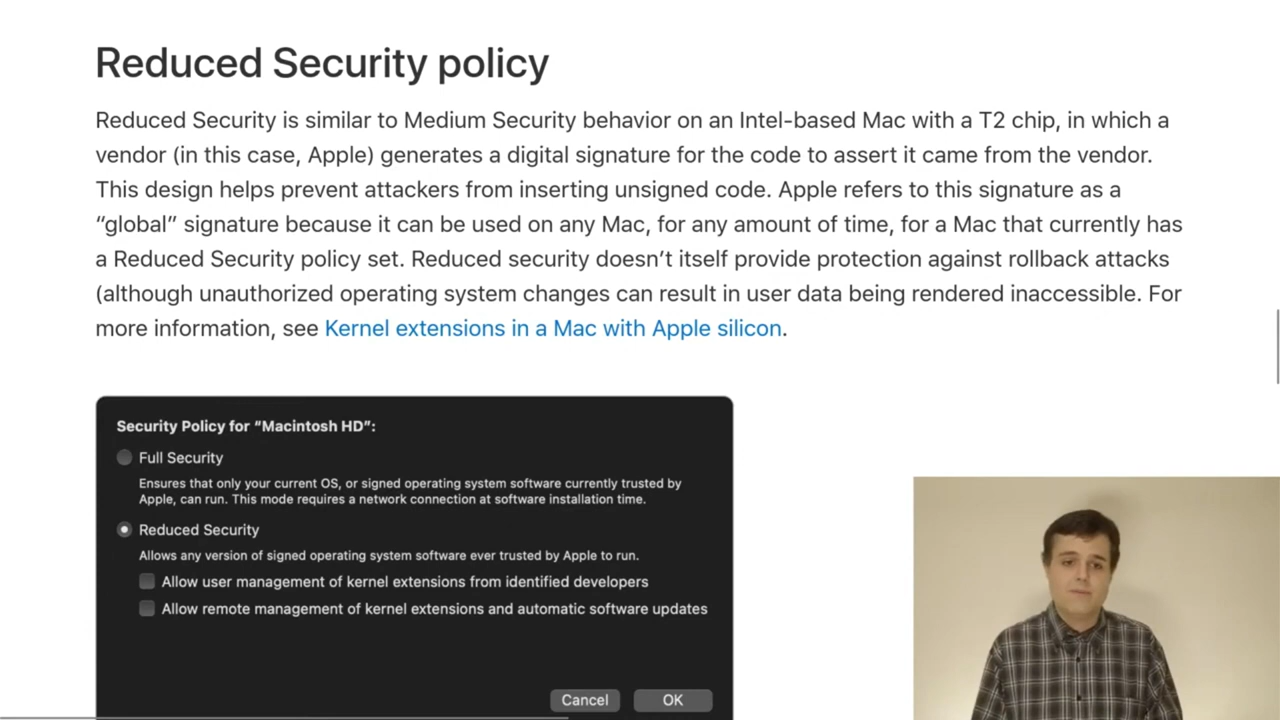 Reduced Security policy
Reduced Security is similar to Medium Security behavior on an Intel-based Mac with a T2 chip, in which a
vendor (in this case, Apple) generates a digital signature for the code to assert it came from the vendor.
This design helps prevent attackers from inserting unsigned code. Apple refers to this signature as a
“global” signature because it can be used on any Mac, for any amount of time, for a Mac that currently has
a Reduced Security policy set. Reduced security doesn’t itself provide protection against rollback attacks
(although unauthorized operating system changes can result in user data being rendered inaccessible. For
more information, see Kernel extensions in a Mac with Apple silicon.
Security Policy for “Macintosh HD”:
Full Security
Ensures that only your current OS, or signed operating system software currently trusted by
Apple, can run. This mode requires a network connection at software installation time.
Reduced Security
Allows any version of signed operating system software ever trusted by Apple to run.
Allow user management of kernel extensions from identified developers
Allow remote management of kernel extensions and automatic software updates
Cancel OK